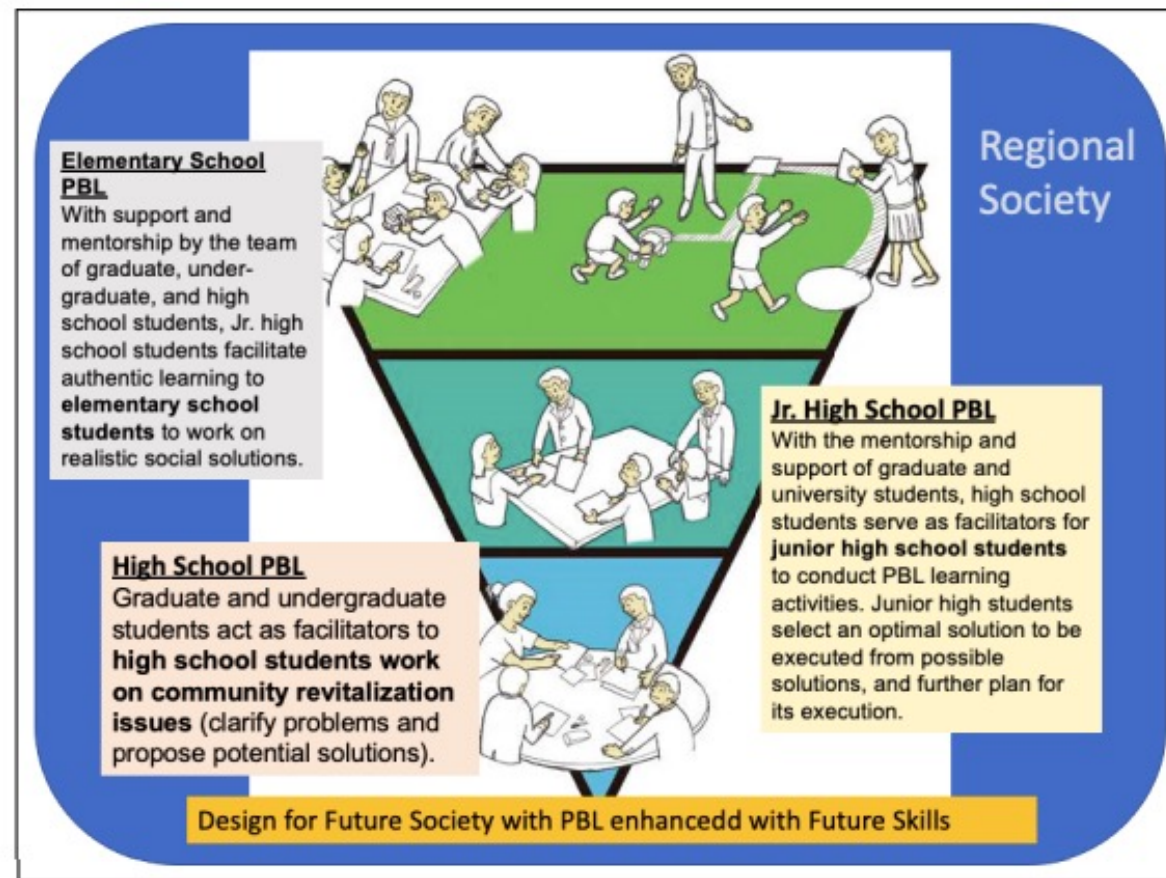 Regional
Society
Elementary School
PBL
With support and
mentorship by the team
of graduate, under-
graduate, and high
school students, Jr. high
school students facilitate
authentic learning to
elementary school
students to work on
realistic social solutions.
Jr. High School PBL
With the mentorship and
support of graduate and
university students, high school
students serve as facilitators for
junior high school students
to conduct PBL learning
activities. Junior high students
select an optimal solution to be
executed from possible
solutions, and further plan for
its execution.
High School PBL
Graduate and undergraduate
students act as facilitators to
high school students work
on community revitalization
issues (clarify problems and
propose potential solutions).
Design for Future Society with PBL enhancedd with Future Skills